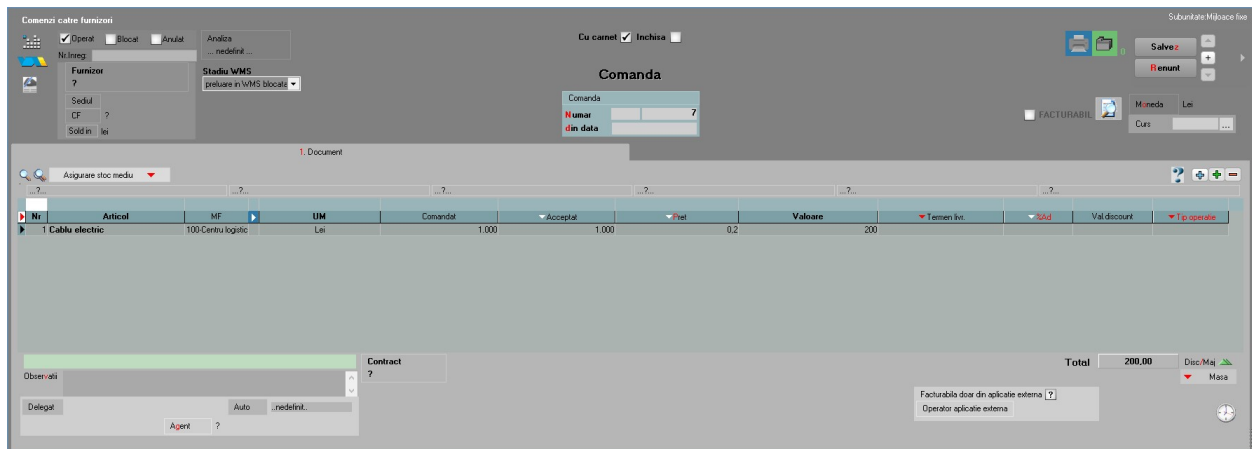 Comenzi catre furnizori
Subunitate:Mijloace fixe
Operat Blocat Anulat
Nr.Inreg:
Analiza
....nedefinit ...
Cu carnet Inchisa
Salvez
Renunt
0
+
Furnizor
?
Stadiu WMS
preluare in WMS blocata
Sediul
CF ?
Sold in lei
Comanda
Comanda
Numar 7
din data
FACTURABIL
Moneda Lei
Curs ...
1. Document
Asigurare stoc mediu
...?... ...?... ...?... ...?... ...?... ...?...
Nr Articol MF UM Comandat Acceptat Pret Valoare Termen livr. %Ad Val.discount Tip operatie
1 Cablu electric 100-Centru logistic Lei 1.000 1.000 0,2 200
Contract
?
Total 200,00 Disc/Maj
Masa
Observatii
Delegat Auto ..nedefinit..
Agent ?
Facturabila doar din aplicatie externa ?
Operator aplicatie externa